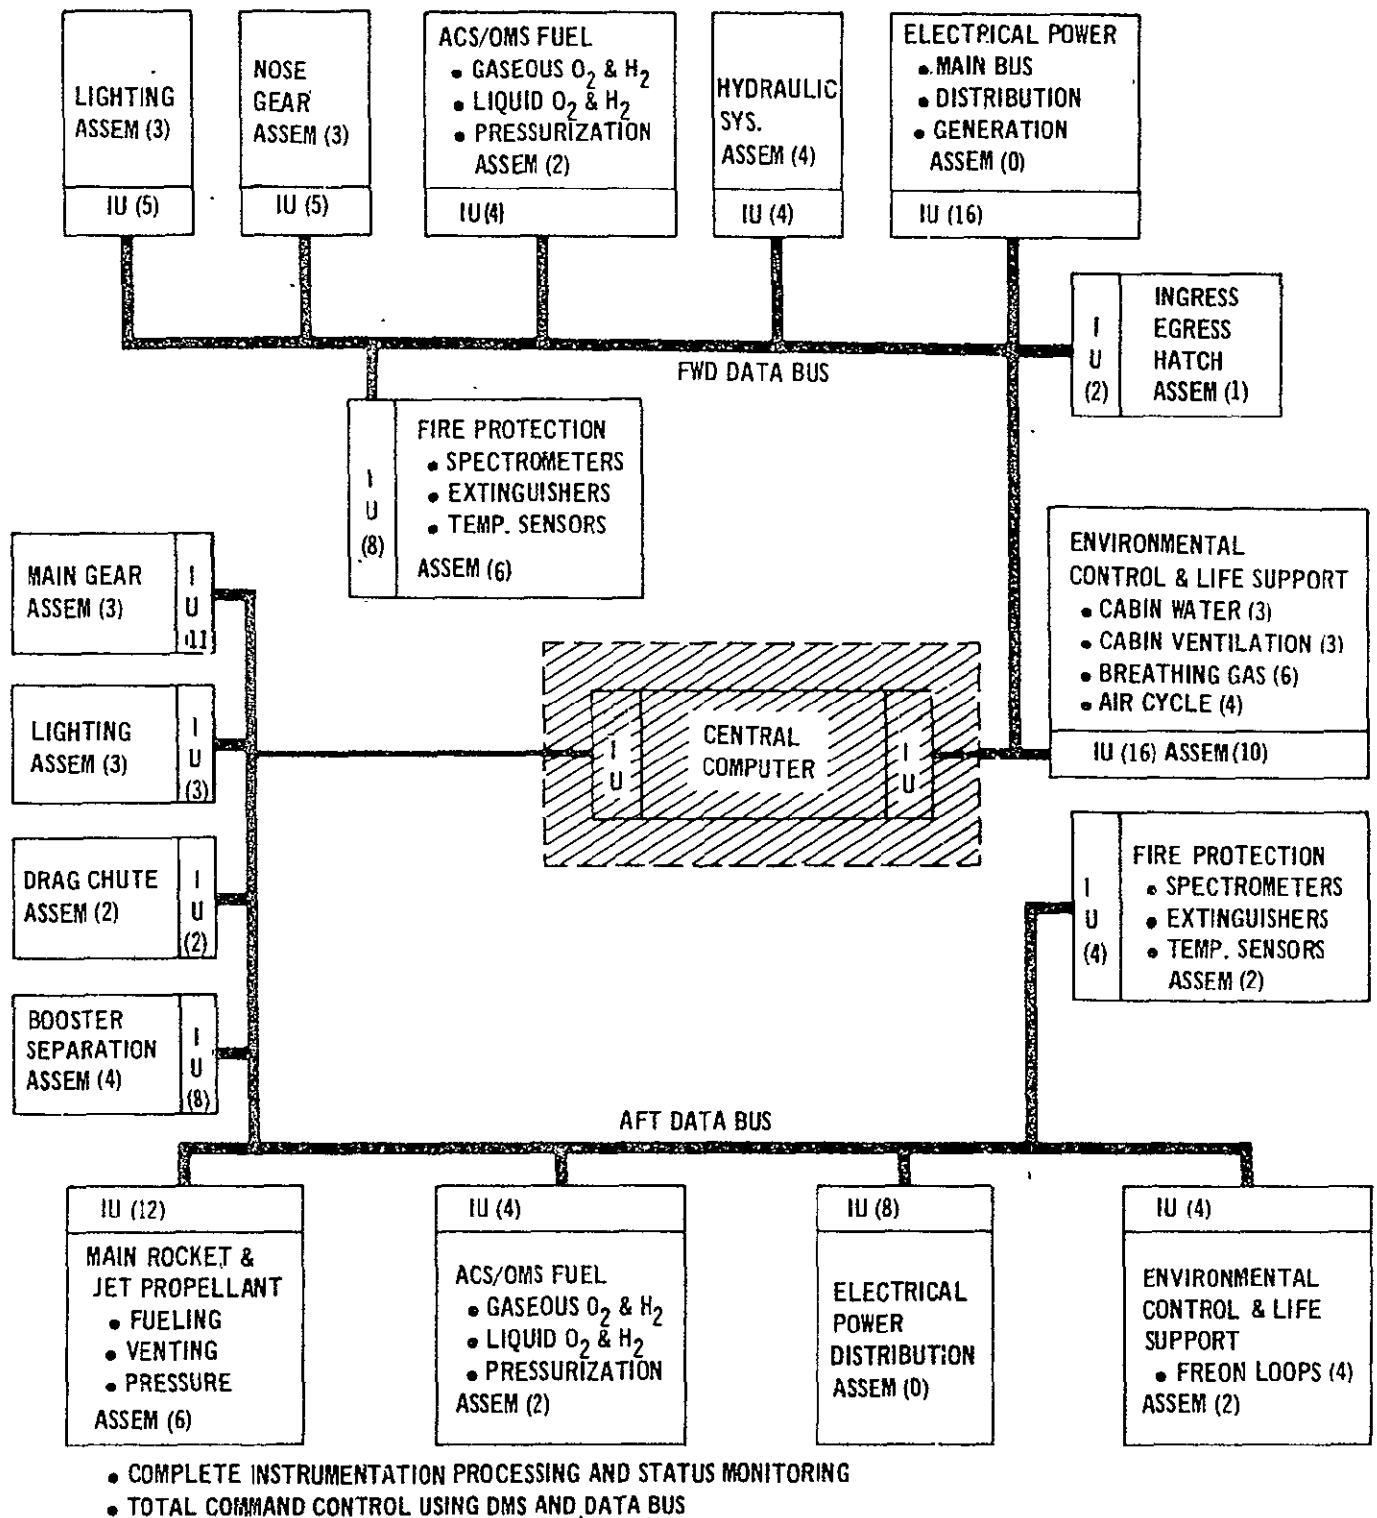 LIGHTING
ASSEM (3)
IU (5)
NOSE
GEAR
ASSEM (3)
IU (5)
ACS/OMS FUEL
• GASEOUS O2 & H2
• LIQUID O2 & H2
• PRESSURIZATION
ASSEM (2)
IU (4)
HYDRAULIC
SYS.
ASSEM (4)
IU (4)
ELECTRICAL POWER
• MAIN BUS
• DISTRIBUTION
• GENERATION
ASSEM (0)
IU (16)
I
U
(2)
INGRESS
EGRESS
HATCH
ASSEM (1)
FWD DATA BUS
I
U
(8)
FIRE PROTECTION
• SPECTROMETERS
• EXTINGUISHERS
• TEMP. SENSORS
ASSEM (6)
MAIN GEAR
ASSEM (3)
I
U
ENVIRONMENTAL
CONTROL & LIFE SUPPORT
• CABIN WATER (3)
• CABIN VENTILATION (3)
• BREATHING GAS (6)
• AIR CYCLE (4)
IU (16) ASSEM (10)
LIGHTING
ASSEM (3)
I
U
(3)
I
U
CENTRAL
COMPUTER
I
U
DRAG CHUTE
ASSEM (2)
I
U
(2)
I
U
(4)
FIRE PROTECTION
• SPECTROMETERS
• EXTINGUISHERS
• TEMP. SENSORS
ASSEM (2)
BOOSTER
SEPARATION
ASSEM (4)
I
U
(8)
AFT DATA BUS
IU (12)
MAIN ROCKET &
JET PROPELLANT
• FUELING
• VENTING
• PRESSURE
ASSEM (6)
IU (4)
ACS/OMS FUEL
• GASEOUS O2 & H2
• LIQUID O2 & H2
• PRESSURIZATION
ASSEM (2)
IU (8)
ELECTRICAL
POWER
DISTRIBUTION
ASSEM (0)
IU (4)
ENVIRONMENTAL
CONTROL & LIFE
SUPPORT
• FREON LOOPS (4)
ASSEM (2)
• COMPLETE INSTRUMENTATION PROCESSING AND STATUS MONITORING
• TOTAL COMMAND CONTROL USING DMS AND DATA BUS